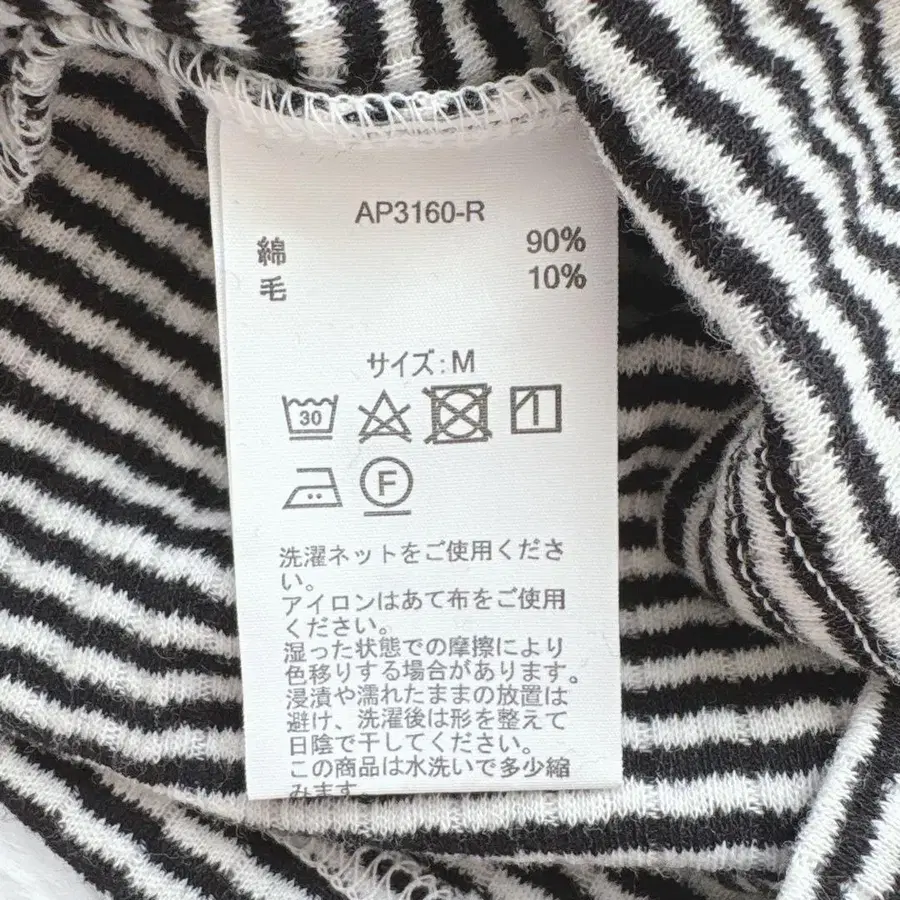 AP3160-R
綿 90%
毛 10%
サイズ:M
30
F
洗濯ネットをご使用くださ
い。
アイロンはあて布をご使用
ください。
湿った状態での摩擦により
色移りする場合があります。
浸漬や濡れたままの放置は
避け、洗濯後は形を整えて
日陰で干してください。
この商品は水洗いで多少縮
みます。